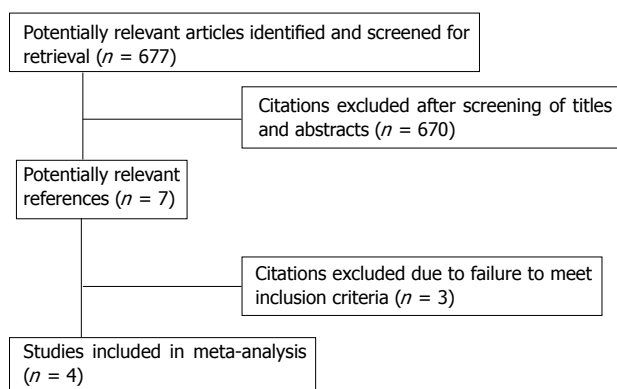 Potentially relevant articles identified and screened for
retrieval (n = 677)
Citations excluded after screening of titles
and abstracts (n = 670)
Potentially relevant
references (n = 7)
Citations excluded due to failure to meet
inclusion criteria (n = 3)
Studies included in meta-analysis
(n = 4)